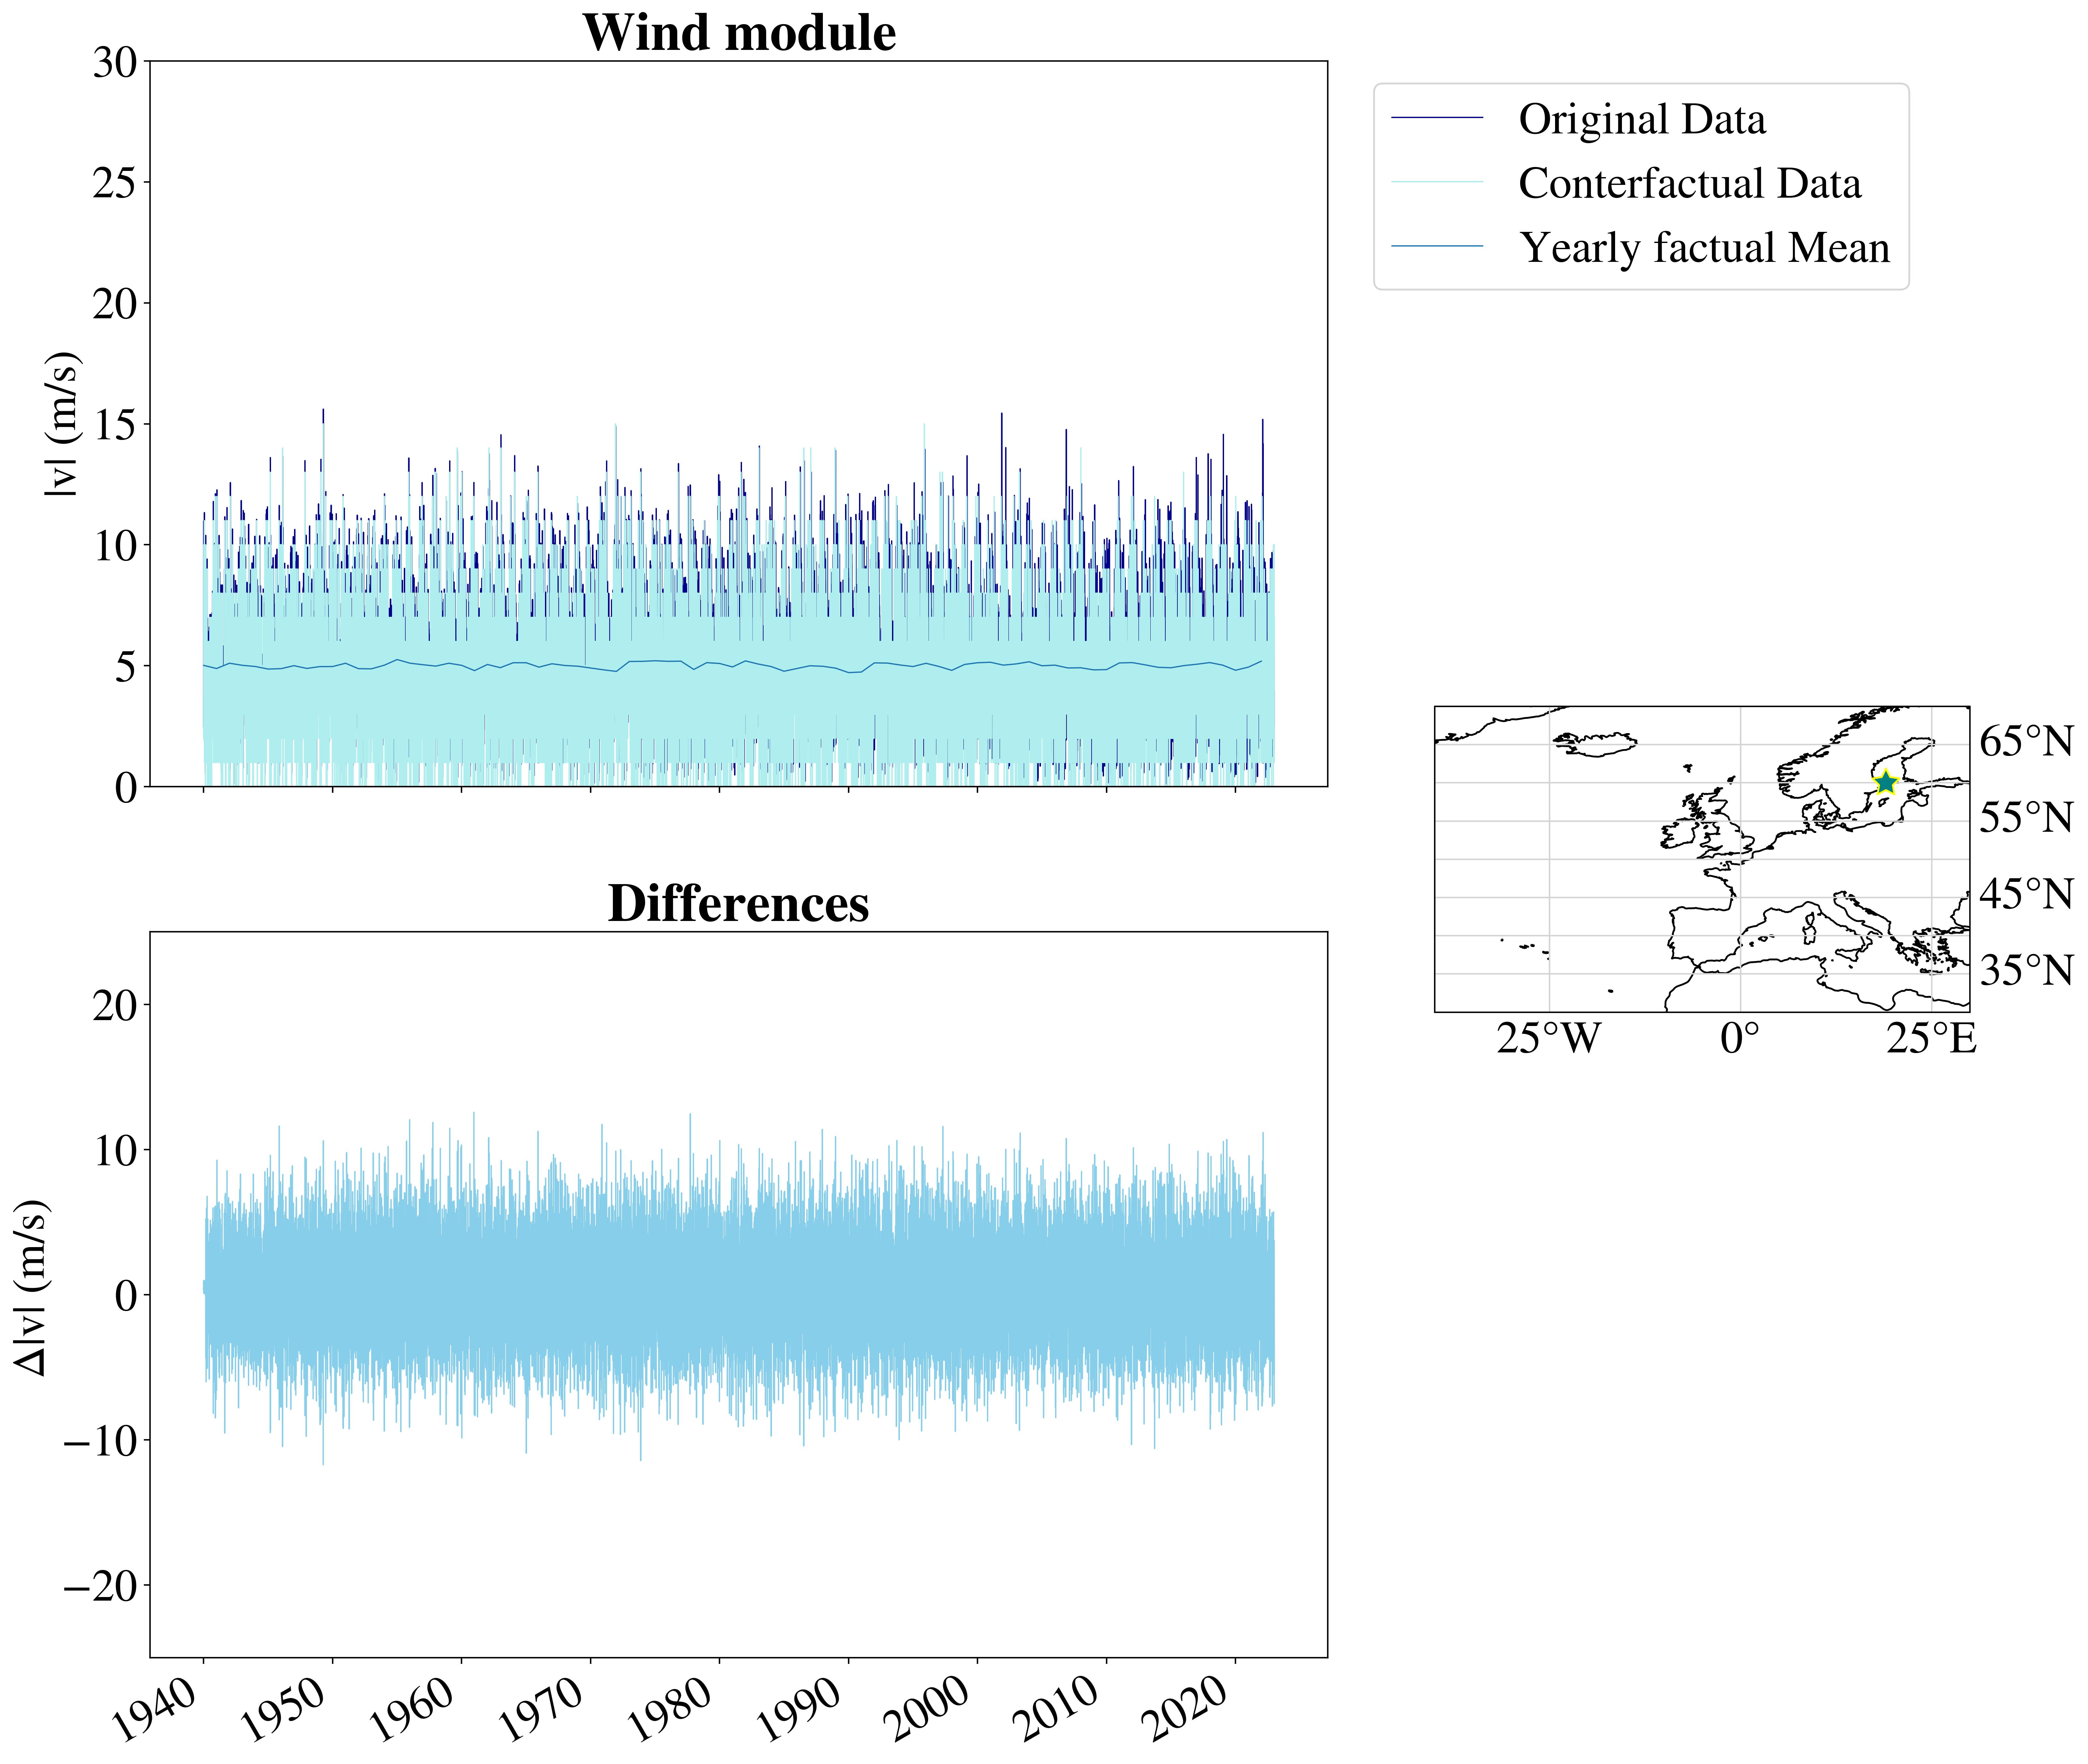 Wind module
30
25
20
15
10
5
0
|v| (m/s)
Original Data
Conterfactual Data
Yearly factual Mean
65°N
55°N
45°N
35°N
25°W 0° 25°E
Differences
20
10
0
−10
−20
Δ|v| (m/s)
1940 1950 1960 1970 1980 1990 2000 2010 2020